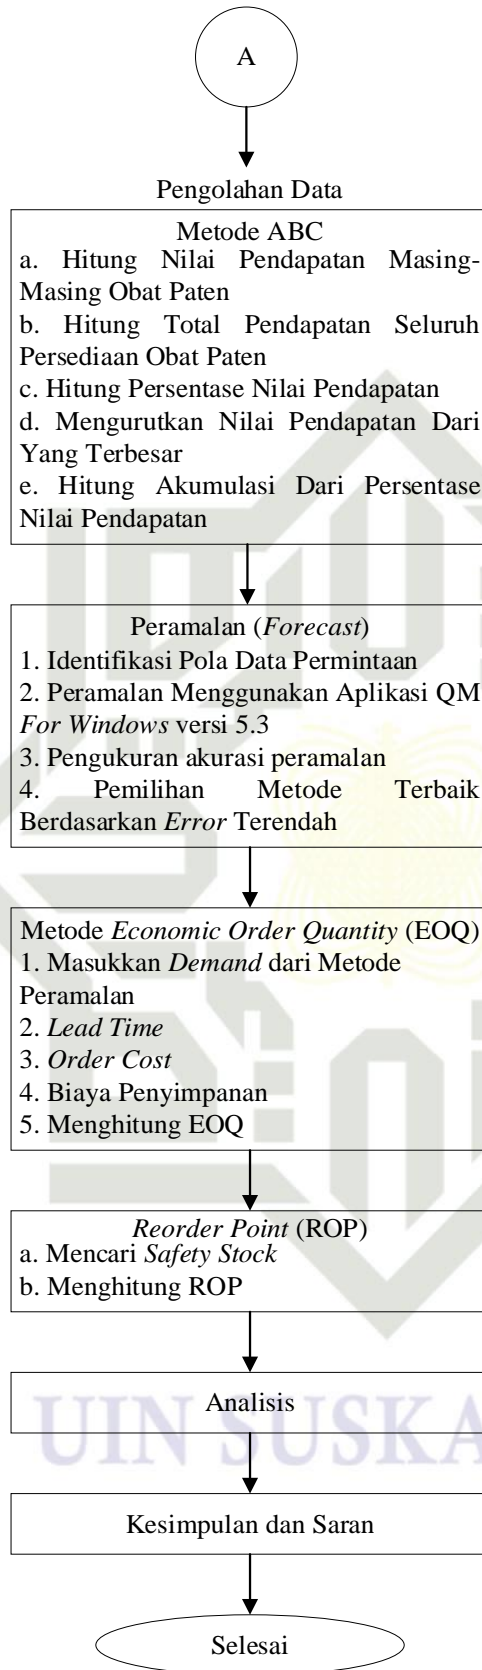 A
Pengolahan Data
Metode ABC
a. Hitung Nilai Pendapatan Masing-
Masing Obat Paten
b. Hitung Total Pendapatan Seluruh
Persediaan Obat Paten
c. Hitung Persentase Nilai Pendapatan
d. Mengurutkan Nilai Pendapatan Dari
Yang Terbesar
e. Hitung Akumulasi Dari Persentase
Nilai Pendapatan
Peramalan (Forecast)
1. Identifikasi Pola Data Permintaan
2. Peramalan Menggunakan Aplikasi QM
For Windows versi 5.3
3. Pengukuran akurasi peramalan
4. Pemilihan Metode Terbaik
Berdasarkan Error Terendah
Metode Economic Order Quantity (EOQ)
1. Masukkan Demand dari Metode
Peramalan
2. Lead Time
3. Order Cost
4. Biaya Penyimpanan
5. Menghitung EOQ
Reorder Point (ROP)
a. Mencari Safety Stock
b. Menghitung ROP
Analisis
UIN SUSKA
Kesimpulan dan Saran
Selesai